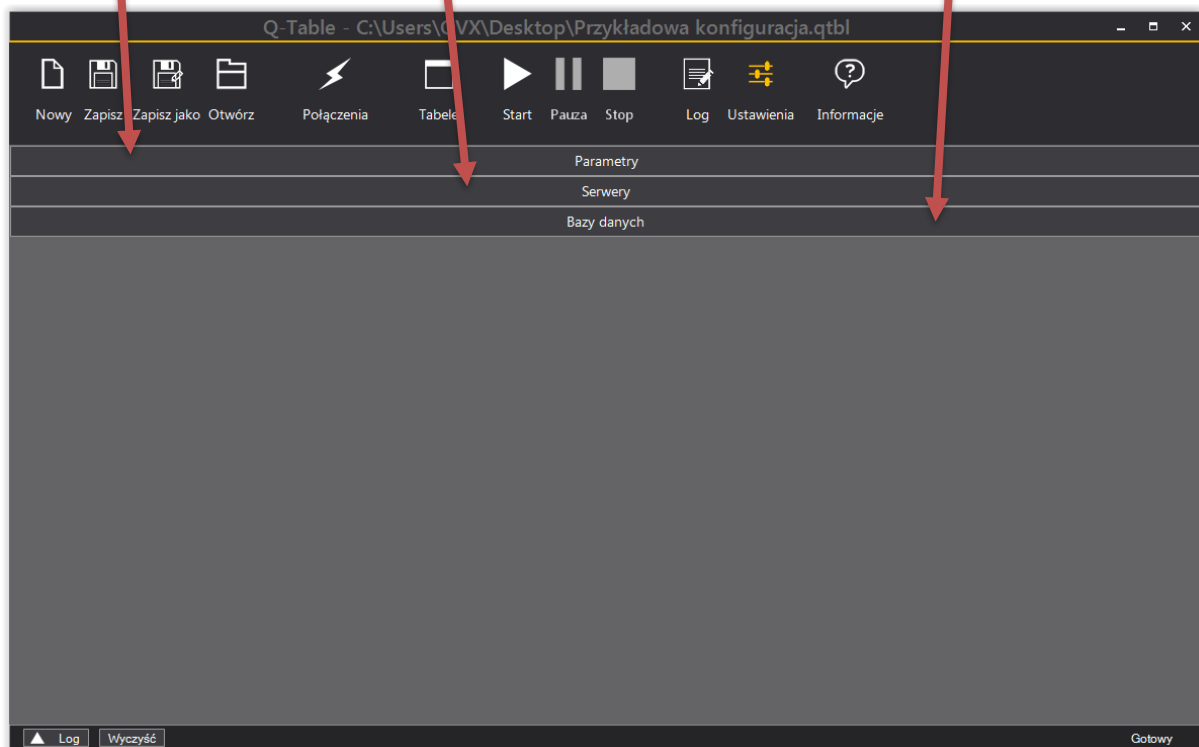 Q-Table - C:\Users\QVX\Desktop\Przykładowa konfiguracja.qtbl
Nowy Zapisz Zapisz jako Otwórz Połączenia Tabele Start Pauza Stop Log Ustawienia Informacje
Parametry
Serwery
Bazy danych
Log Wyczyść Gotowy